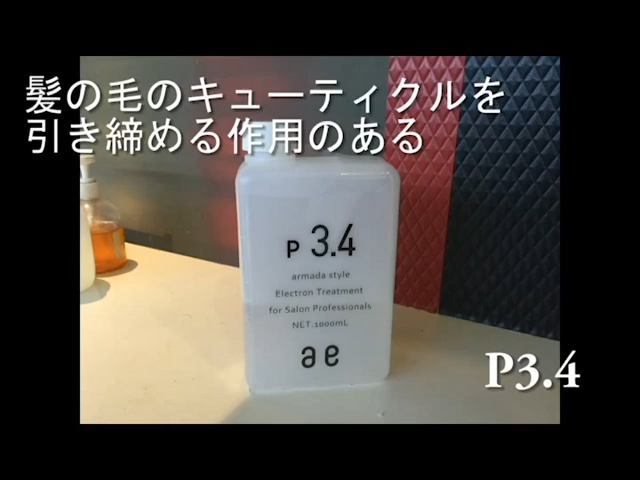 髪の毛のキューティクルを
引き締める作用のある
P 3.4
armada style
Electron Treatment
for Salon Professionals
NET.1000mL
ae
P3.4